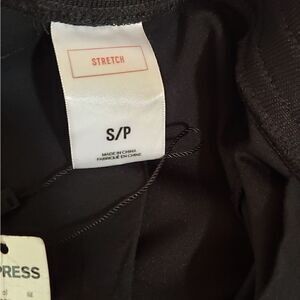 STRETCH
S/P
MADE IN CHINA
FABRIQUÉ EN CHINE
PRESS